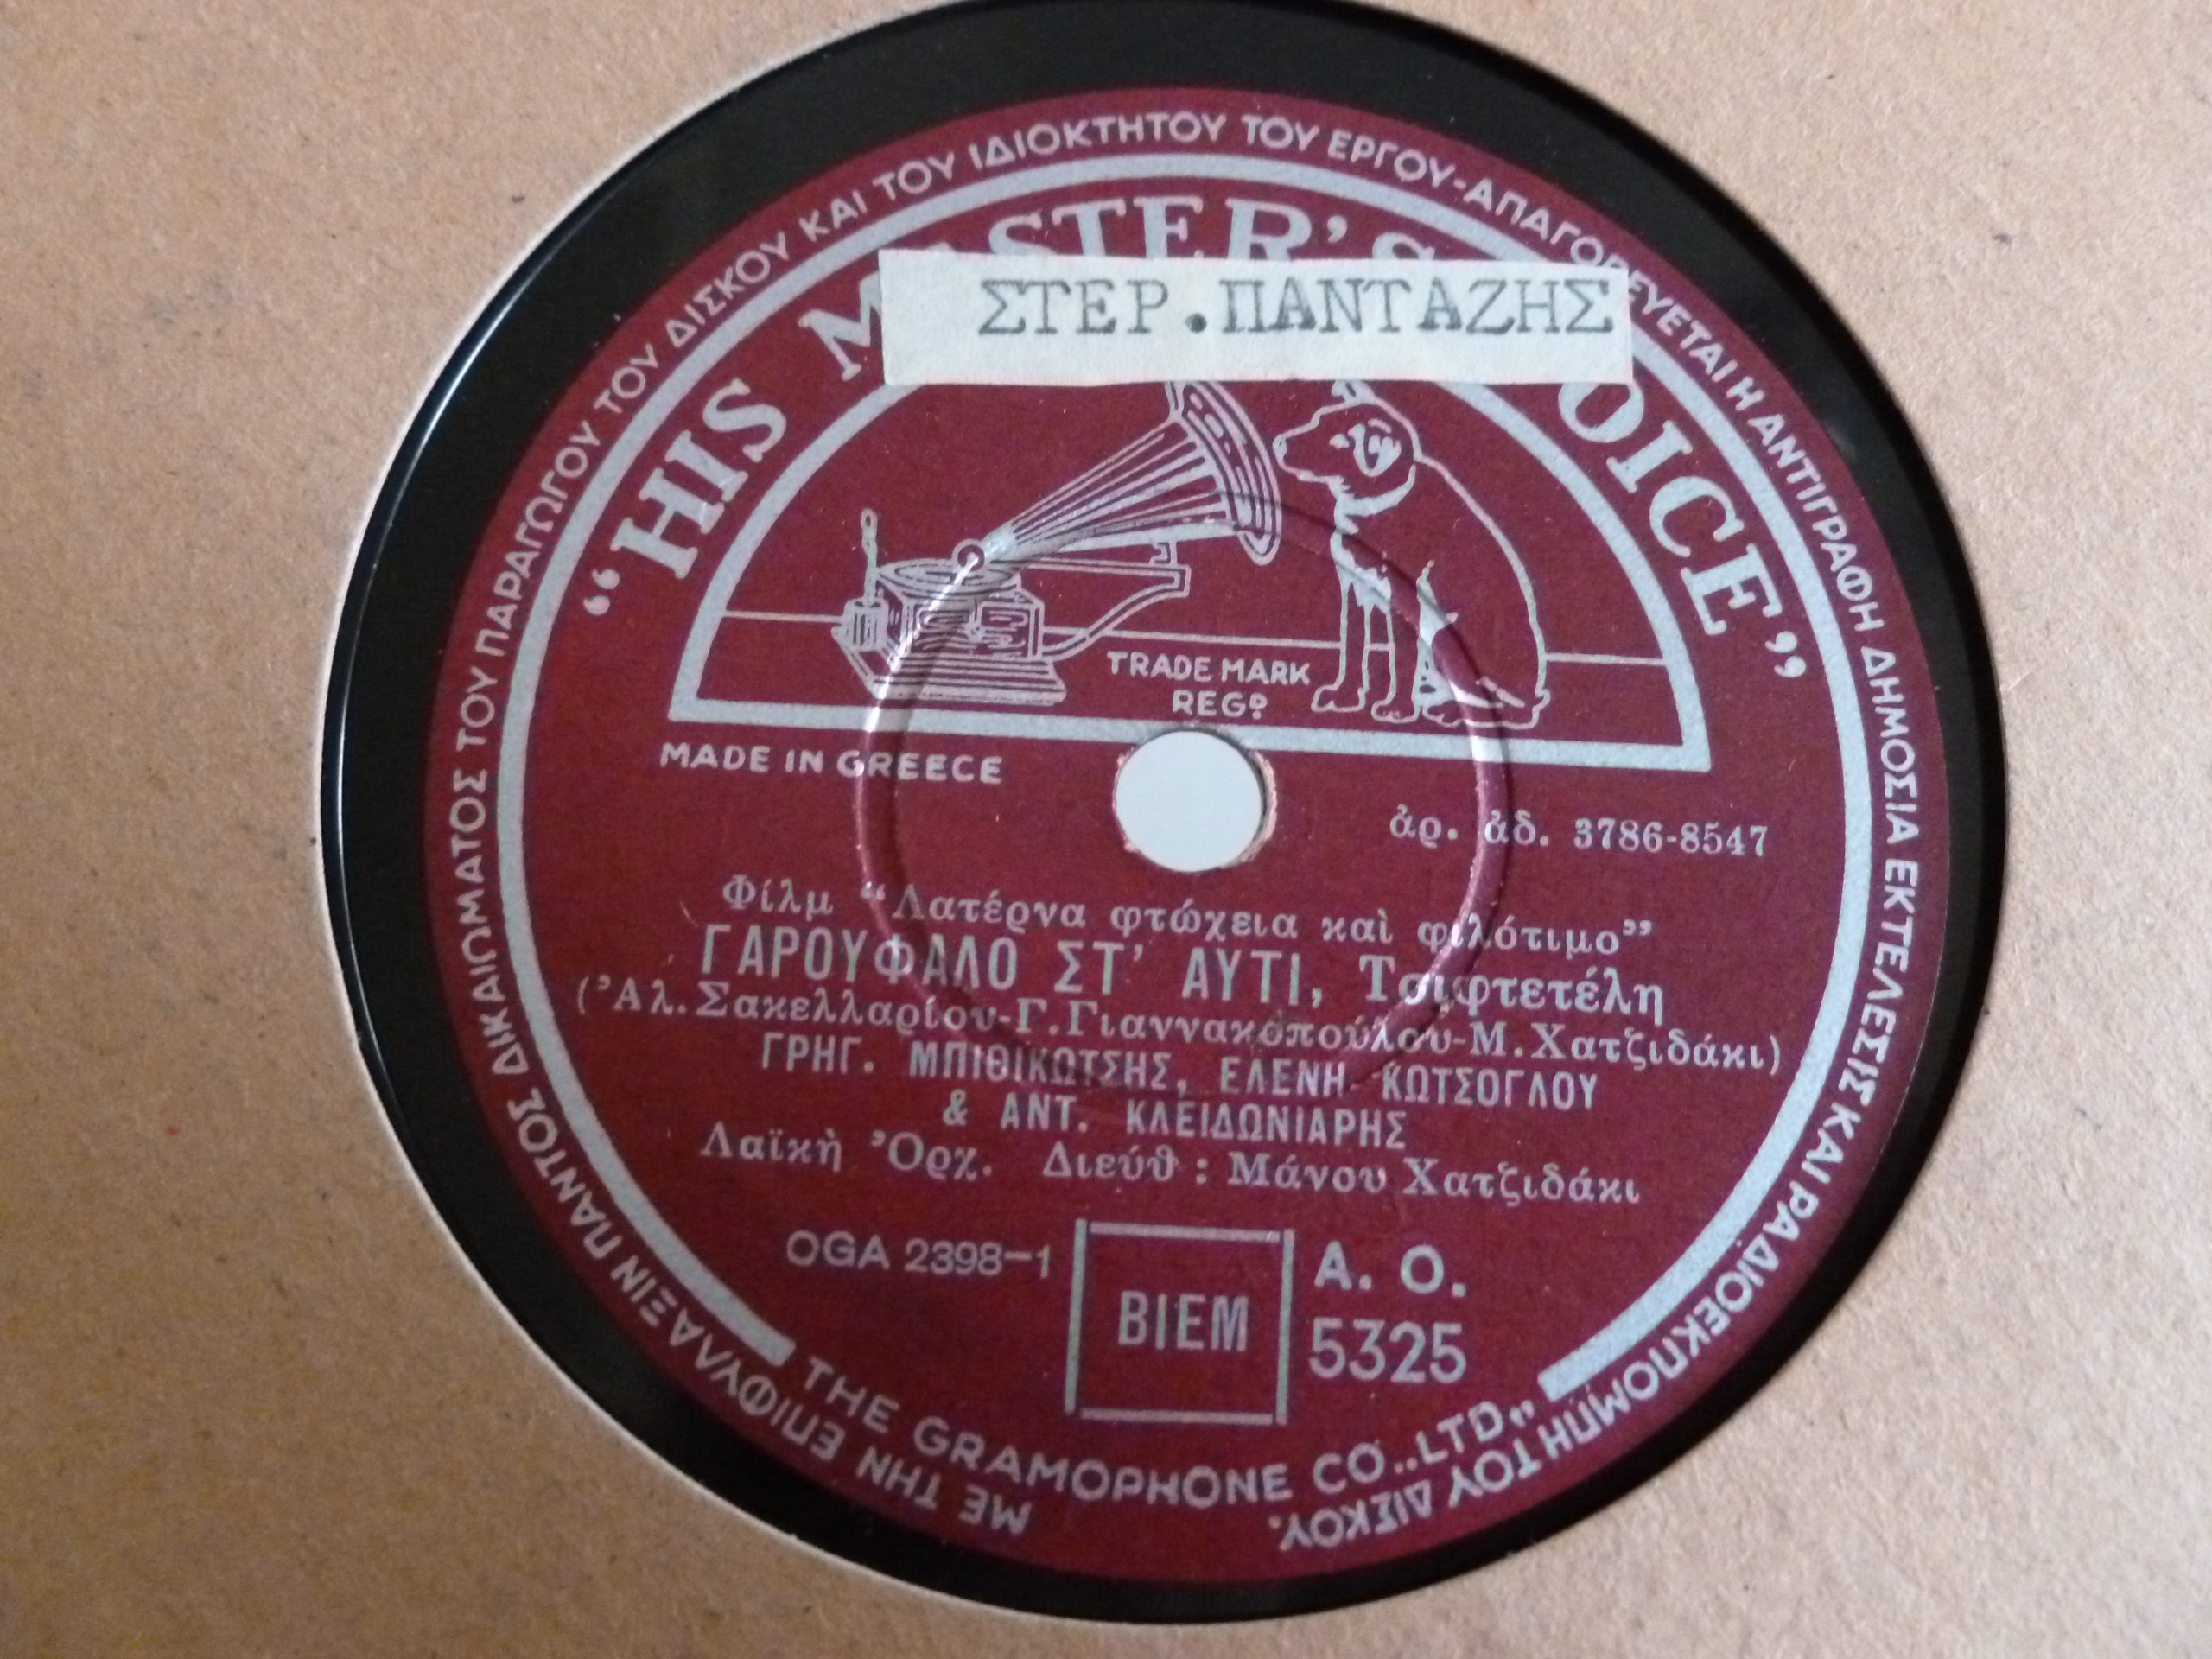 ΜΕ ΤΗΝ ΕΠΙΦΥΛΑΞΙΝ ΠΑΝΤΟΣ ΔΙΚΑΙΩΜΑΤΟΣ ΤΟΥ ΠΑΡΑΓΩΓΟΥ ΤΟΥ ΔΙΣΚΟΥ ΚΑΙ ΤΟΥ ΙΔΙΟΚΤΗΤΟΥ ΤΟΥ ΕΡΓΟΥ-ΑΠΑΓΟΡΕΥΕΤΑΙ Η ΑΝΤΙΓΡΑΦΗ ΔΗΜΟΣΙΑ ΕΚΤΕΛΕΣΙΣ ΚΑΙ ΡΑΔΙΟΕΚΠΟΜΠΗ ΤΟΥ ΔΙΣΚΟΥ.
“HIS MASTER'S VOICE”
ΣΤΕΡ.ΠΑΝΤΑΖΗΣ
TRADE MARK
REGD
MADE IN GREECE
ἀρ. ἀδ. 3786-8547
Φίλμ “Λατέρνα φτώχεια καὶ φιλότιμο”
ΓΑΡΟΥΦΑΛΟ ΣΤ' ΑΥΤΙ, Τσιφτετέλη
(Ἀλ.Σακελλαρίου-Γ.Γιαννακοπούλου-Μ.Χατζιδάκι)
ΓΡΗΓ. ΜΠΙΘΙΚΩΤΣΗΣ, ΕΛΕΝΗ ΚΩΤΣΟΓΛΟΥ
& ΑΝΤ. ΚΛΕΙΔΩΝΙΑΡΗΣ
Λαϊκὴ Ὀρχ. Διεύθ : Μάνου Χατζιδάκι
OGA 2398-1
BIEM
A. O.
5325
THE GRAMOPHONE CO..LTD„